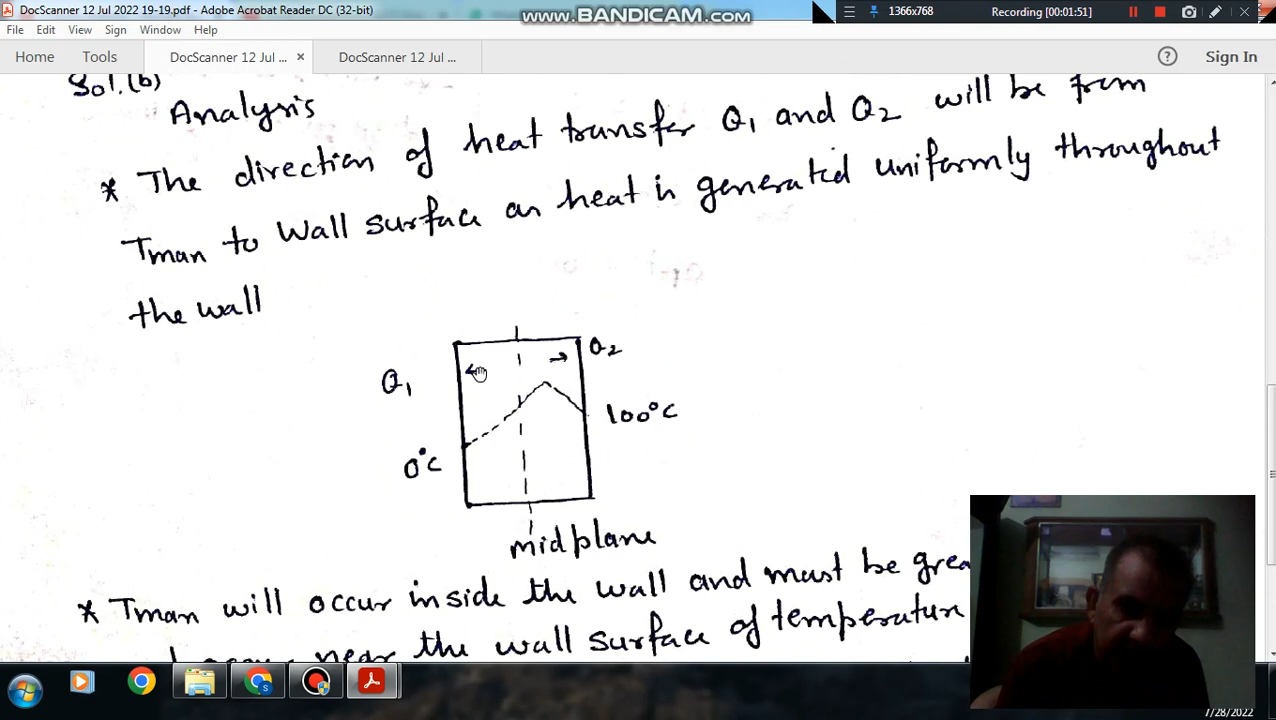 DocScanner 12 Jul 2022 19-19.pdf - Adobe Acrobat Reader DC (32-bit)
www.BANDICAM.com
1366x768
Recording [00:01:51]
File Edit View Sign Window Help
Home Tools DocScanner 12 Jul ... × DocScanner 12 Jul ... Sign In
Sol.(b)
Analysis
* The direction of heat transfer Q1 and Q2 will be from
Tman to Wall surface as heat is generated uniformly throughout
the wall
Q2
Q1
100°C
0°C
midplane
* Tman will occur inside the wall and must be grea
near the wall surface of temperature
7/28/2022